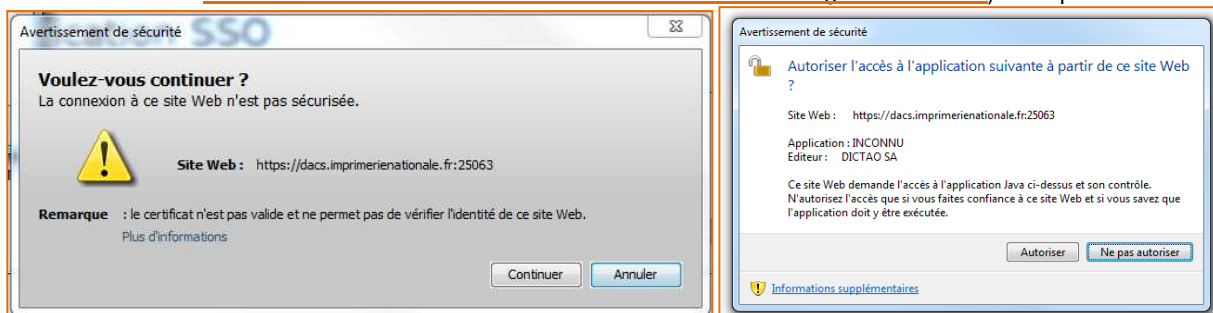 Avertissement de sécurité
SSO
Voulez-vous continuer ?
La connexion à ce site Web n'est pas sécurisée.
Site Web : https://dacs.imprimerienationale.fr:25063
Remarque : le certificat n'est pas valide et ne permet pas de vérifier l'identité de ce site Web.
Plus d'informations
Continuer Annuler
Avertissement de sécurité
Autoriser l'accès à l'application suivante à partir de ce site Web
?
Site Web : https://dacs.imprimerienationale.fr:25063
Application : INCONNU
Editeur : DICTAO SA
Ce site Web demande l'accès à l'application Java ci-dessus et son contrôle.
N'autorisez l'accès que si vous faites confiance à ce site Web et si vous savez que
l'application doit y être exécutée.
Autoriser Ne pas autoriser
Informations supplémentaires